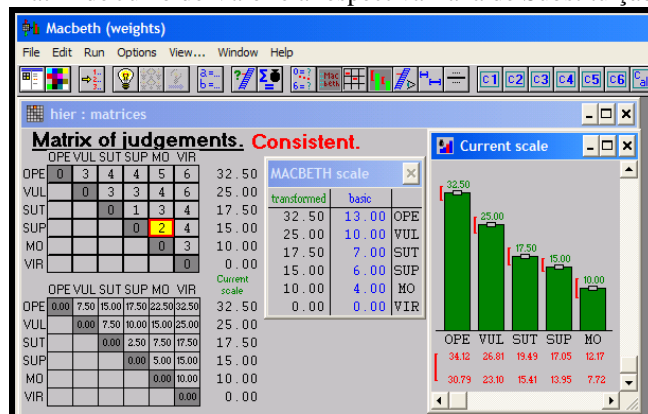 Macbeth (weights)
File Edit Run Options View... Window Help
C1 C2 C3 C4 C5 C6
hier : matrices
Matrix of judgements. Consistent.
OPE VUL SUT SUP MO VIR
OPE 0 3 4 4 5 6 32.50
VUL 0 3 3 4 6 25.00
SUT 0 1 3 4 17.50
SUP 0 2 4 15.00
MO 0 3 10.00
VIR 0 0.00
Current scale
OPE VUL SUT SUP MO VIR
OPE 0.00 7.50 15.00 17.50 22.50 32.50 32.50
VUL 0.00 7.50 10.00 15.00 25.00 25.00
SUT 0.00 2.50 7.50 17.50 17.50
SUP 0.00 5.00 15.00 15.00
MO 0.00 10.00 10.00
VIR 0.00 0.00
MACBETH scale
transformed basic
32.50 13.00 OPE
25.00 10.00 VUL
17.50 7.00 SUT
15.00 6.00 SUP
10.00 4.00 MO
0.00 0.00 VIR
Current scale
32.50
25.00
17.50
15.00
10.00
OPE VUL SUT SUP MO
34.12 26.81 19.49 17.05 12.17
30.79 23.10 15.41 13.95 7.72